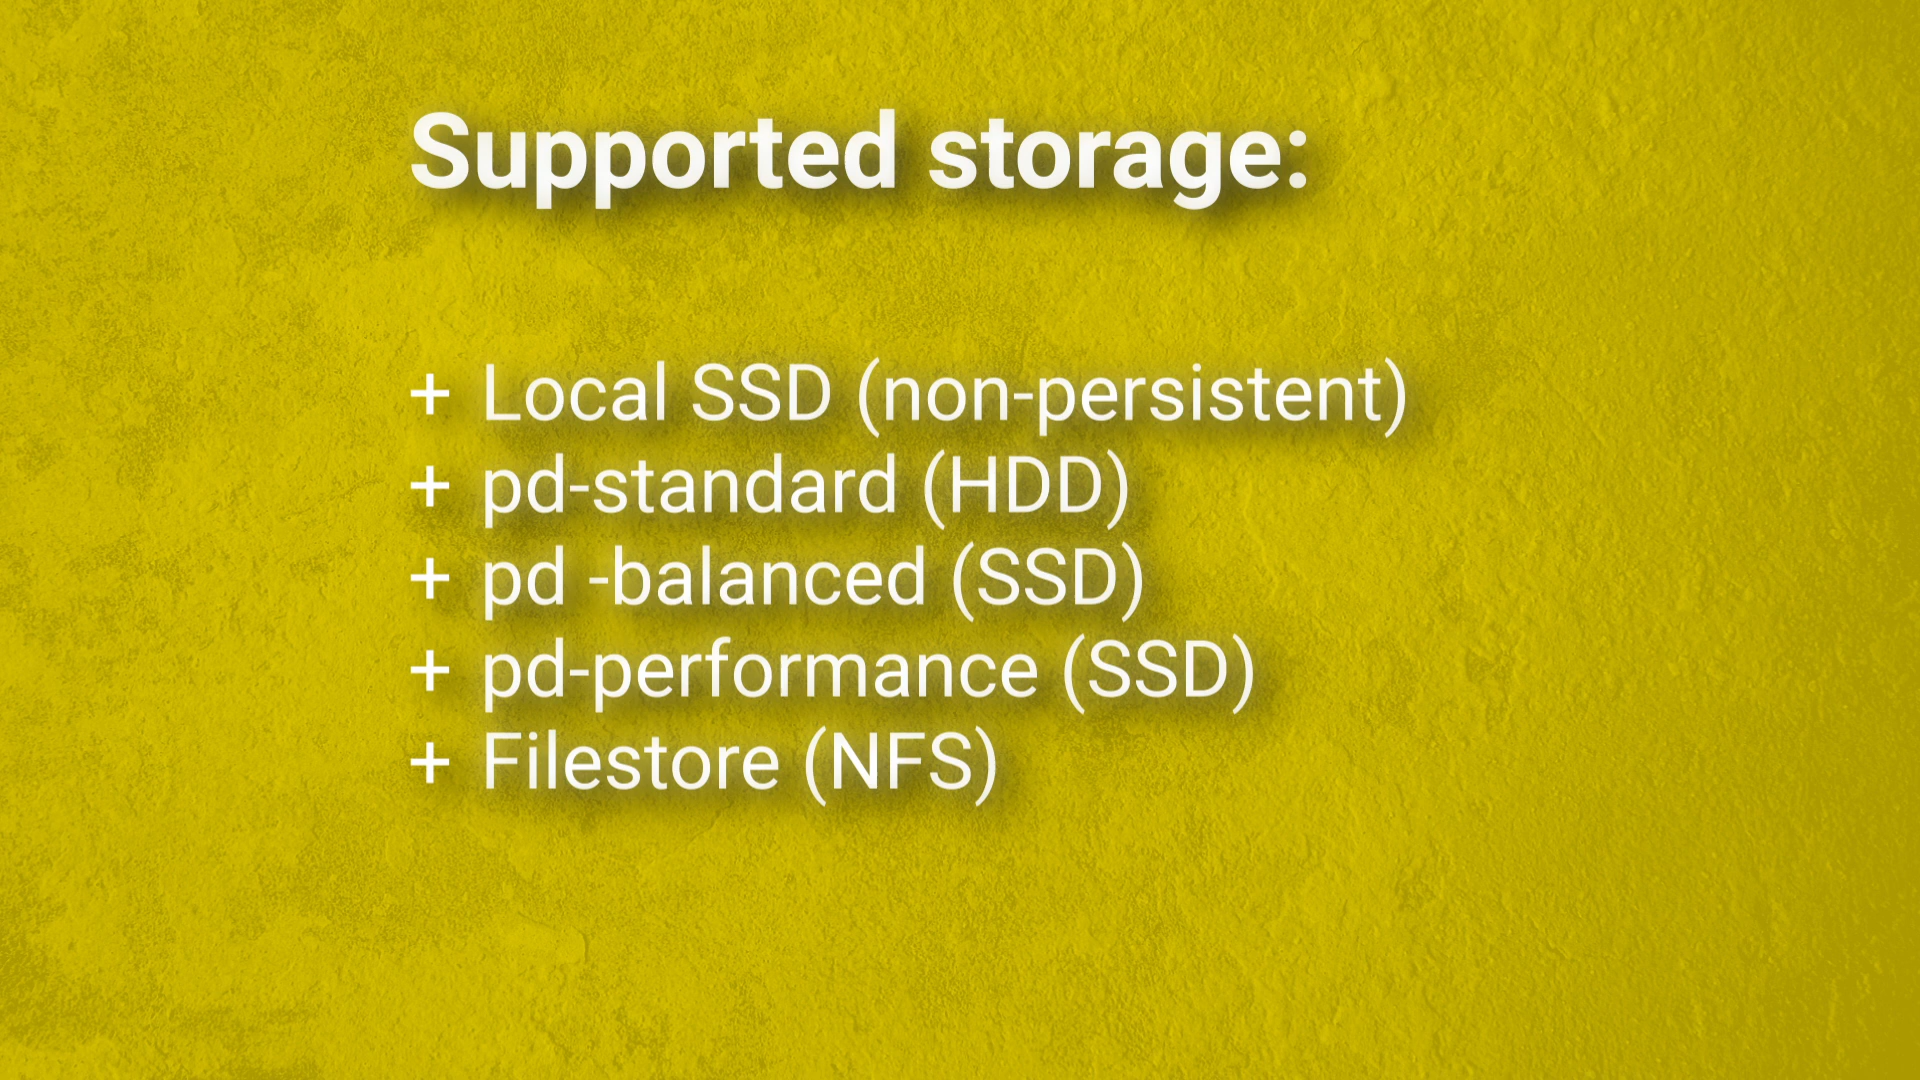 Supported storage:
+ Local SSD (non-persistent)
+ pd-standard (HDD)
+ pd -balanced (SSD)
+ pd-performance (SSD)
+ Filestore (NFS)